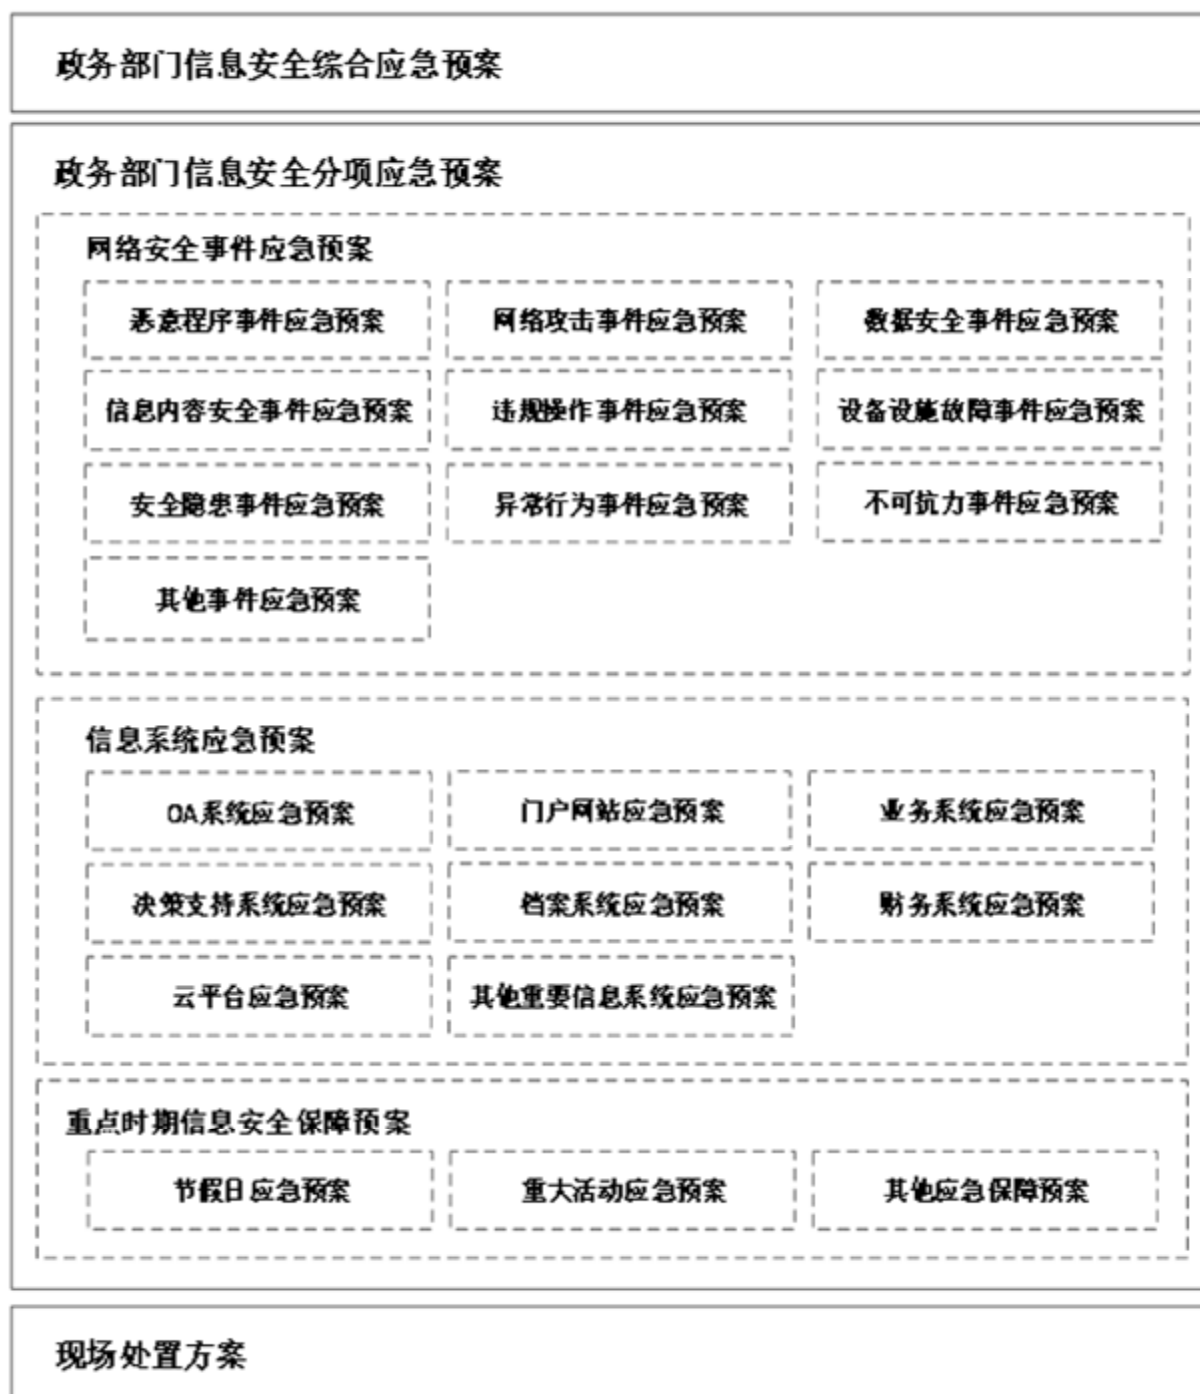 政务部门信息安全综合应急预案
政务部门信息安全分项应急预案
网络安全事件应急预案
恶意程序事件应急预案
网络攻击事件应急预案
数据安全事件应急预案
信息内容安全事件应急预案
违规操作事件应急预案
设备设施故障事件应急预案
安全隐患事件应急预案
异常行为事件应急预案
不可抗力事件应急预案
其他事件应急预案
信息系统应急预案
OA系统应急预案
门户网站应急预案
业务系统应急预案
决策支持系统应急预案
档案系统应急预案
财务系统应急预案
云平台应急预案
其他重要信息系统应急预案
重点时期信息安全保障预案
节假日应急预案
重大活动应急预案
其他应急保障预案
现场处置方案